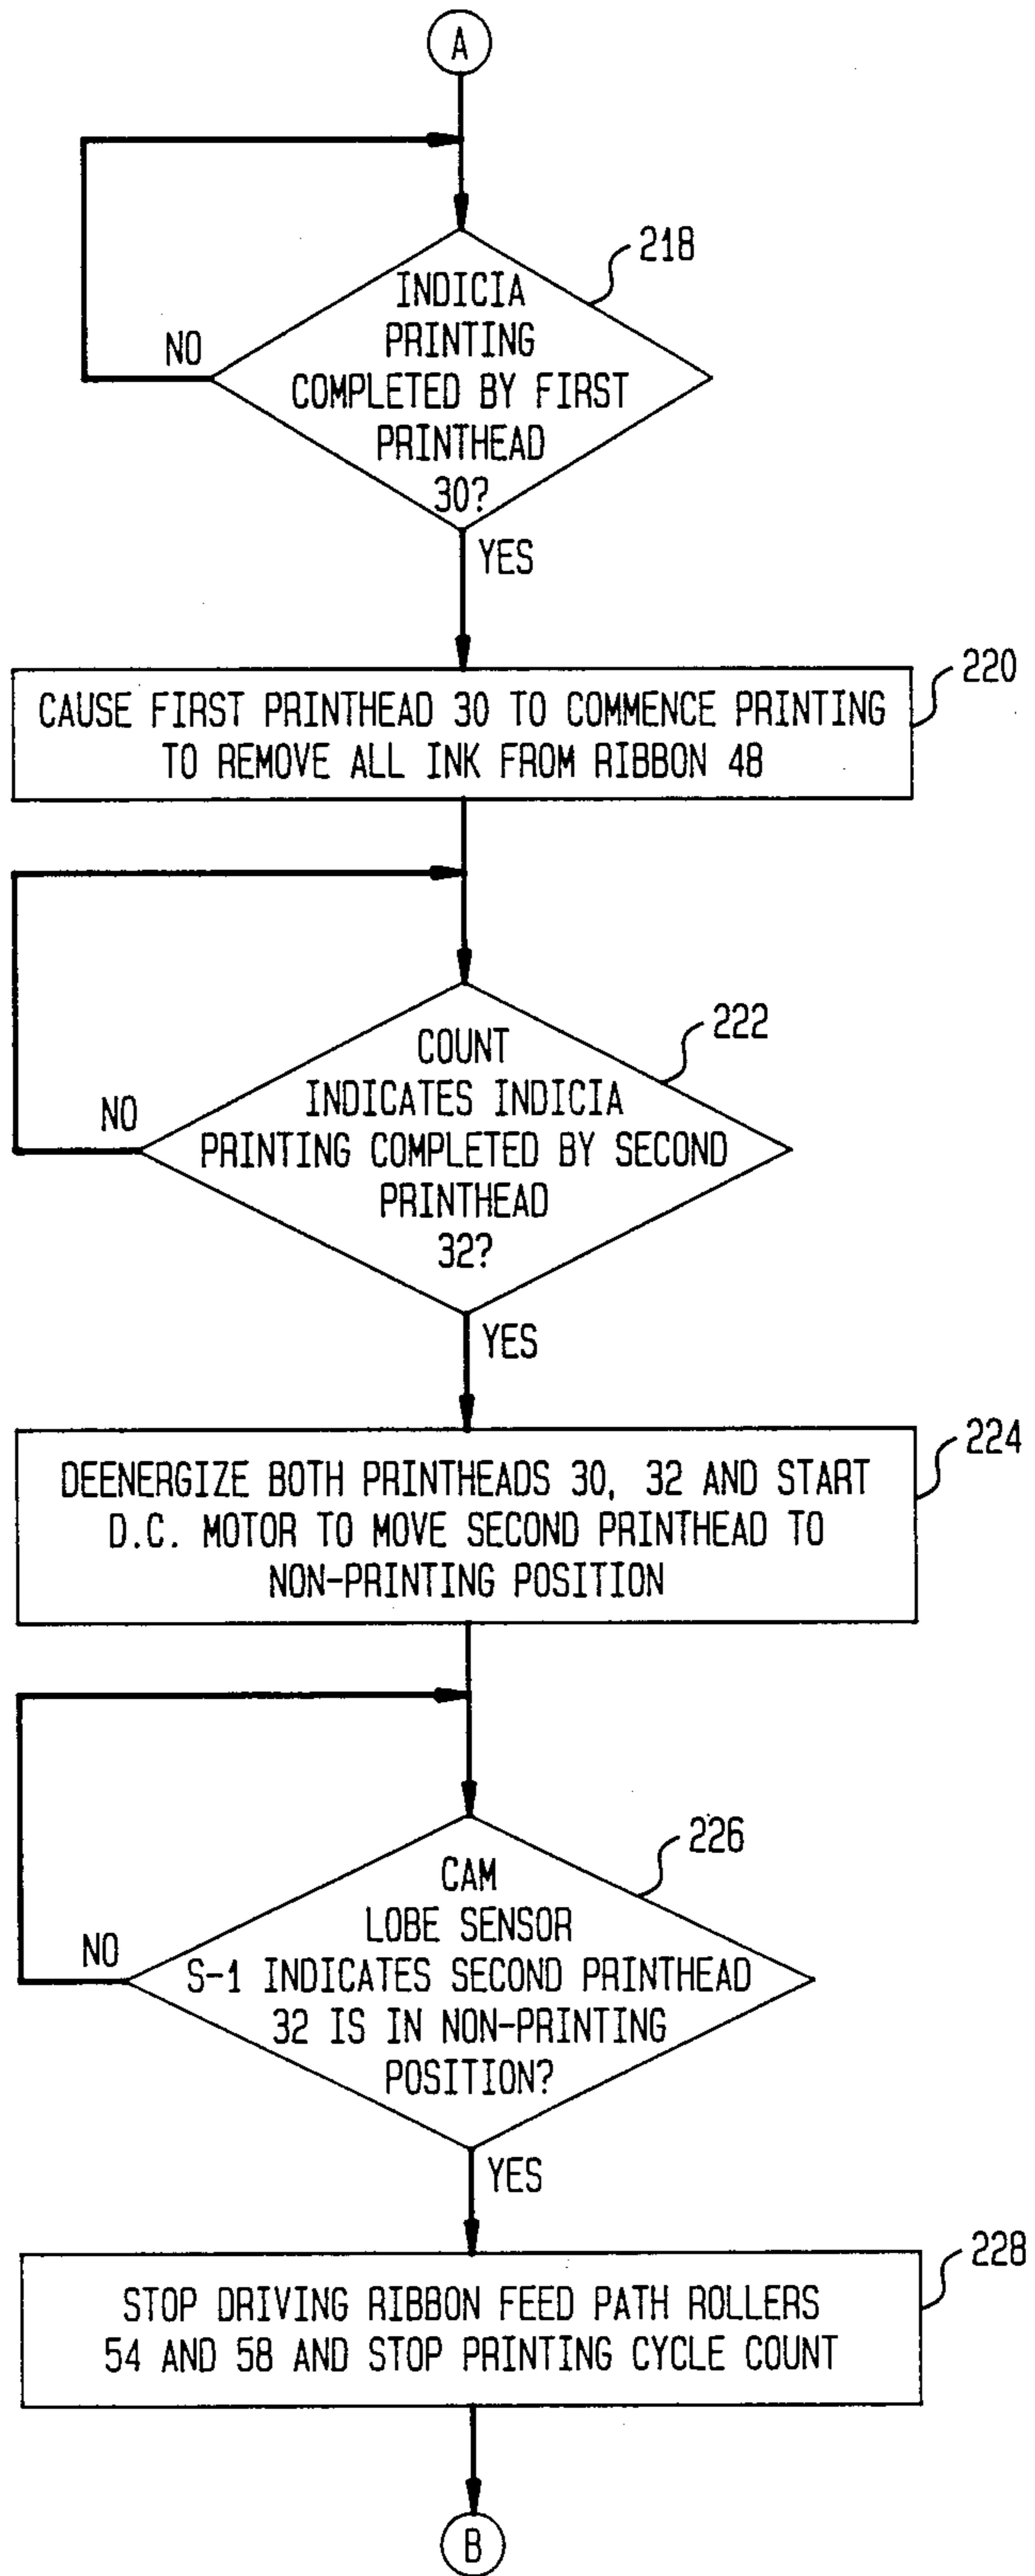 A
218
INDICIA
PRINTING
COMPLETED BY FIRST
PRINTHEAD
30?
NO
YES
220
CAUSE FIRST PRINTHEAD 30 TO COMMENCE PRINTING
TO REMOVE ALL INK FROM RIBBON 48
222
COUNT
INDICATES INDICIA
PRINTING COMPLETED BY SECOND
PRINTHEAD
32?
NO
YES
224
DEENERGIZE BOTH PRINTHEADS 30, 32 AND START
D.C. MOTOR TO MOVE SECOND PRINTHEAD TO
NON-PRINTING POSITION
226
CAM
LOBE SENSOR
S-1 INDICATES SECOND PRINTHEAD
32 IS IN NON-PRINTING
POSITION?
NO
YES
228
STOP DRIVING RIBBON FEED PATH ROLLERS
54 AND 58 AND STOP PRINTING CYCLE COUNT
B